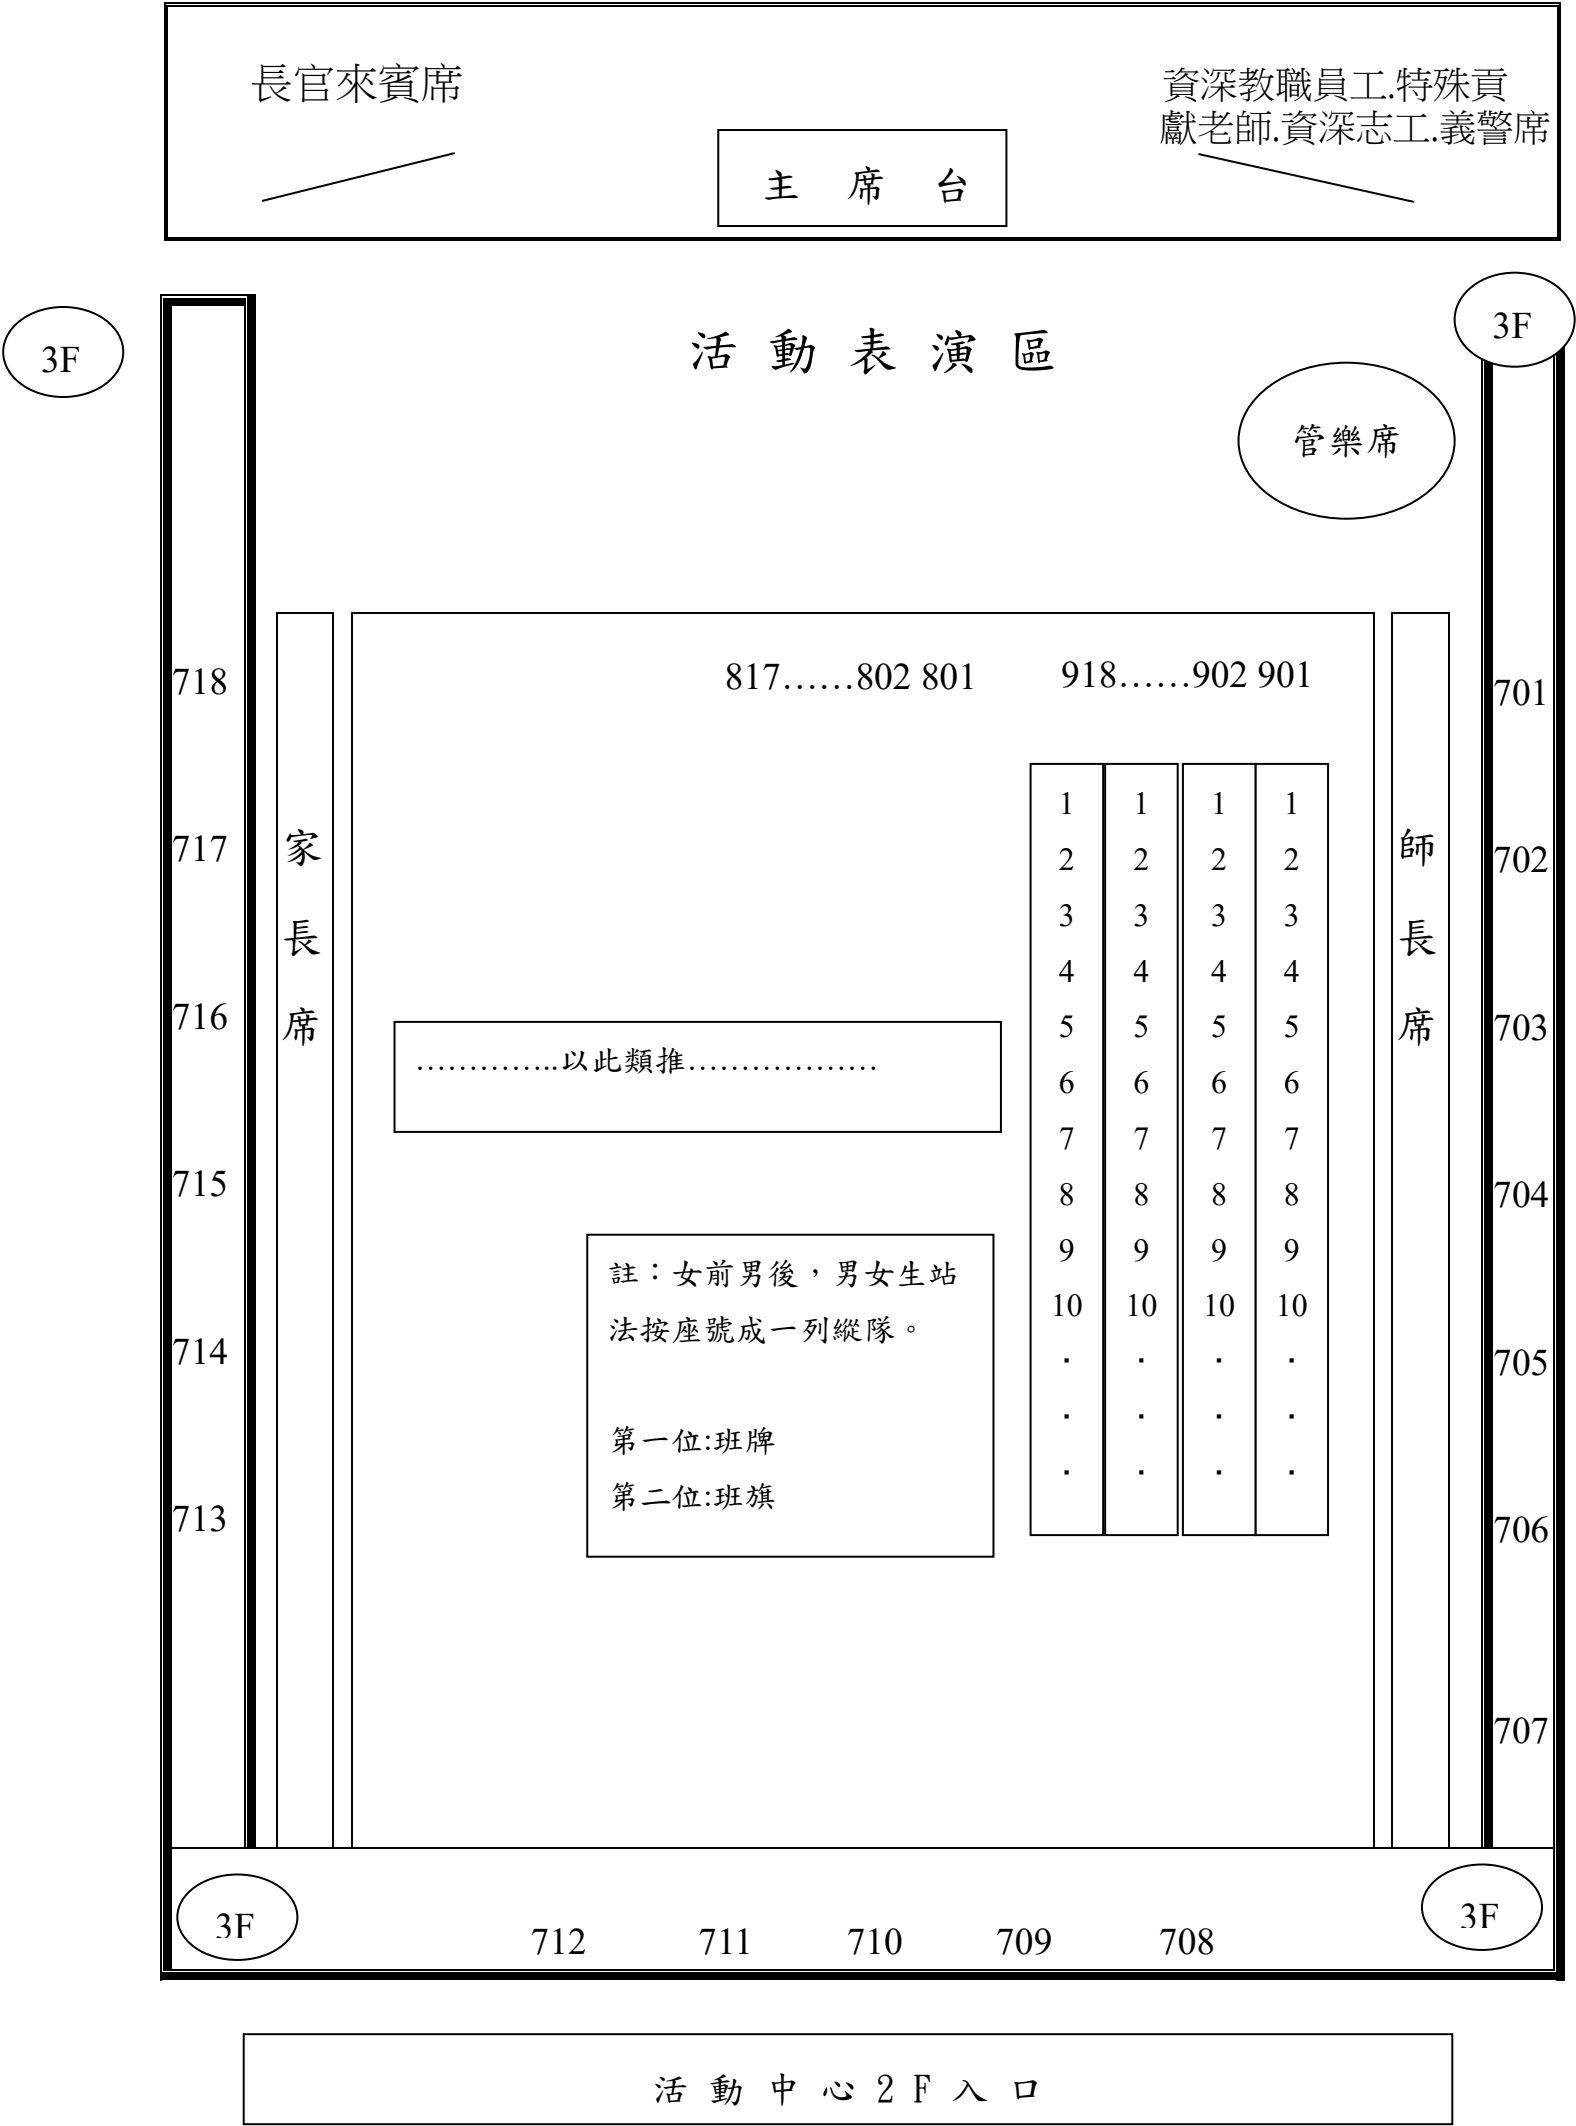 長官來賓席
資深教職員工.特殊貢
獻老師.資深志工.義警席
主 席 台
3F
3F
活 動 表 演 區
管樂席
817……802 801
918……902 901
718
717
716
715
714
713
家
長
席
1 1 1 1
2 2 2 2
3 3 3 3
4 4 4 4
5 5 5 5
6 6 6 6
7 7 7 7
8 8 8 8
9 9 9 9
10 10 10 10
. . . .
. . . .
. . . .
…………..以此類推………………
註：女前男後，男女生站
法按座號成一列縱隊。
第一位:班牌
第二位:班旗
師
長
席
701
702
703
704
705
706
707
3F
712 711 710 709 708
3F
活 動 中 心 2 F 入 口